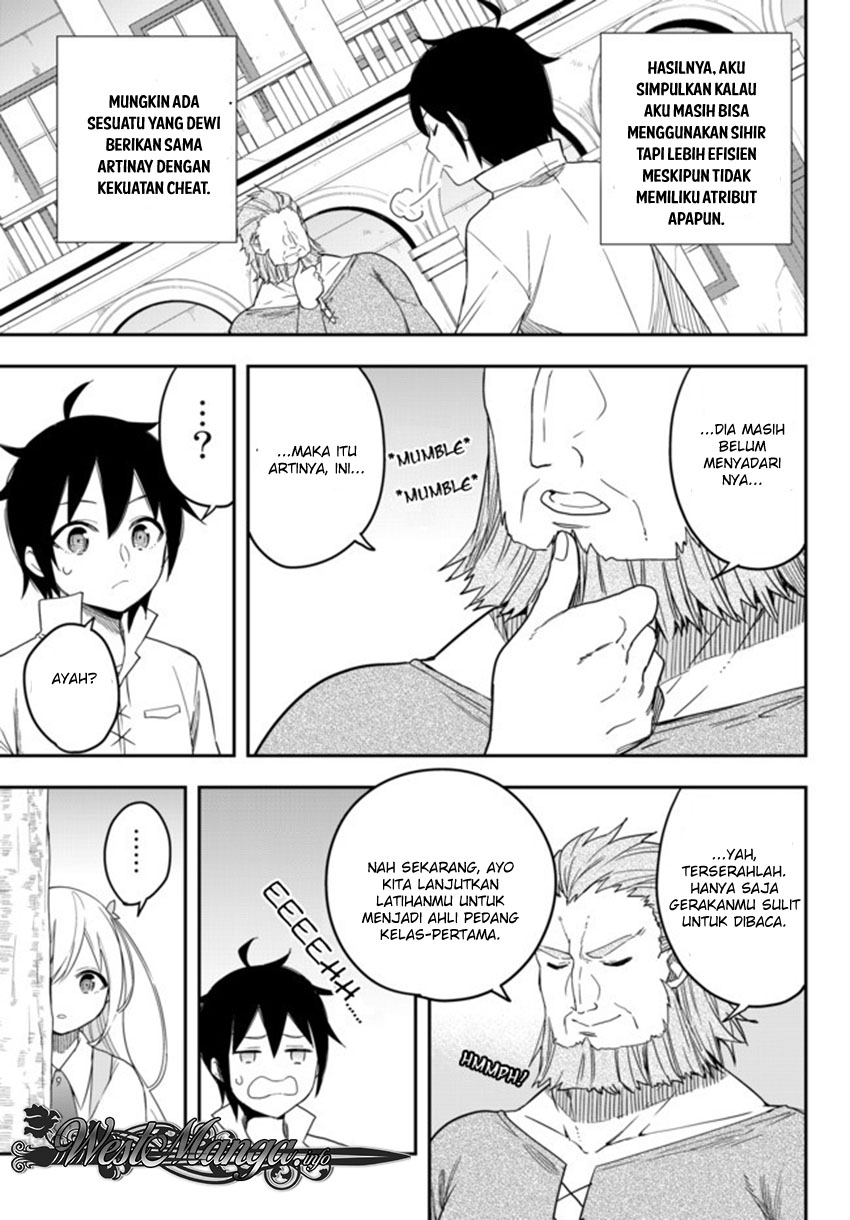 HASILNYA, AKU
SIMPULKAN KALAU
AKU MASIH BISA
MENGGUNAKAN SIHIR
TAPI LEBIH EFISIEN
MESKIPUN TIDAK
MEMILIKU ATRIBUT
APAPUN.
MUNGKIN ADA
SESUATU YANG DEWI
BERIKAN SAMA
ARTINAY DENGAN
KEKUATAN CHEAT.
...DIA MASIH
BELUM
MENYADARI
NYA...
*MUMBLE*
*MUMBLE*
...MAKA ITU
ARTINYA, INI...
...?
AYAH?
...YAH,
TERSERAHLAH.
HANYA SAJA
GERAKANMU SULIT
UNTUK DIBACA.
HMMPH!
NAH SEKARANG, AYO
KITA LANJUTKAN
LATIHANMU UNTUK
MENJADI AHLI PEDANG
KELAS-PERTAMA.
EEEEHH....
......
WestManga.info